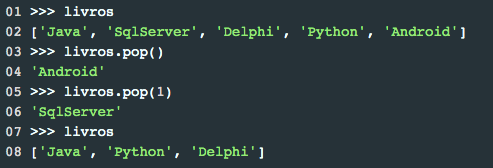 01 >>> livros
02 ['Java', 'SqlServer', 'Delphi', 'Python', 'Android']
03 >>> livros.pop()
04 'Android'
05 >>> livros.pop(1)
06 'SqlServer'
07 >>> livros
08 ['Java', 'Python', 'Delphi']